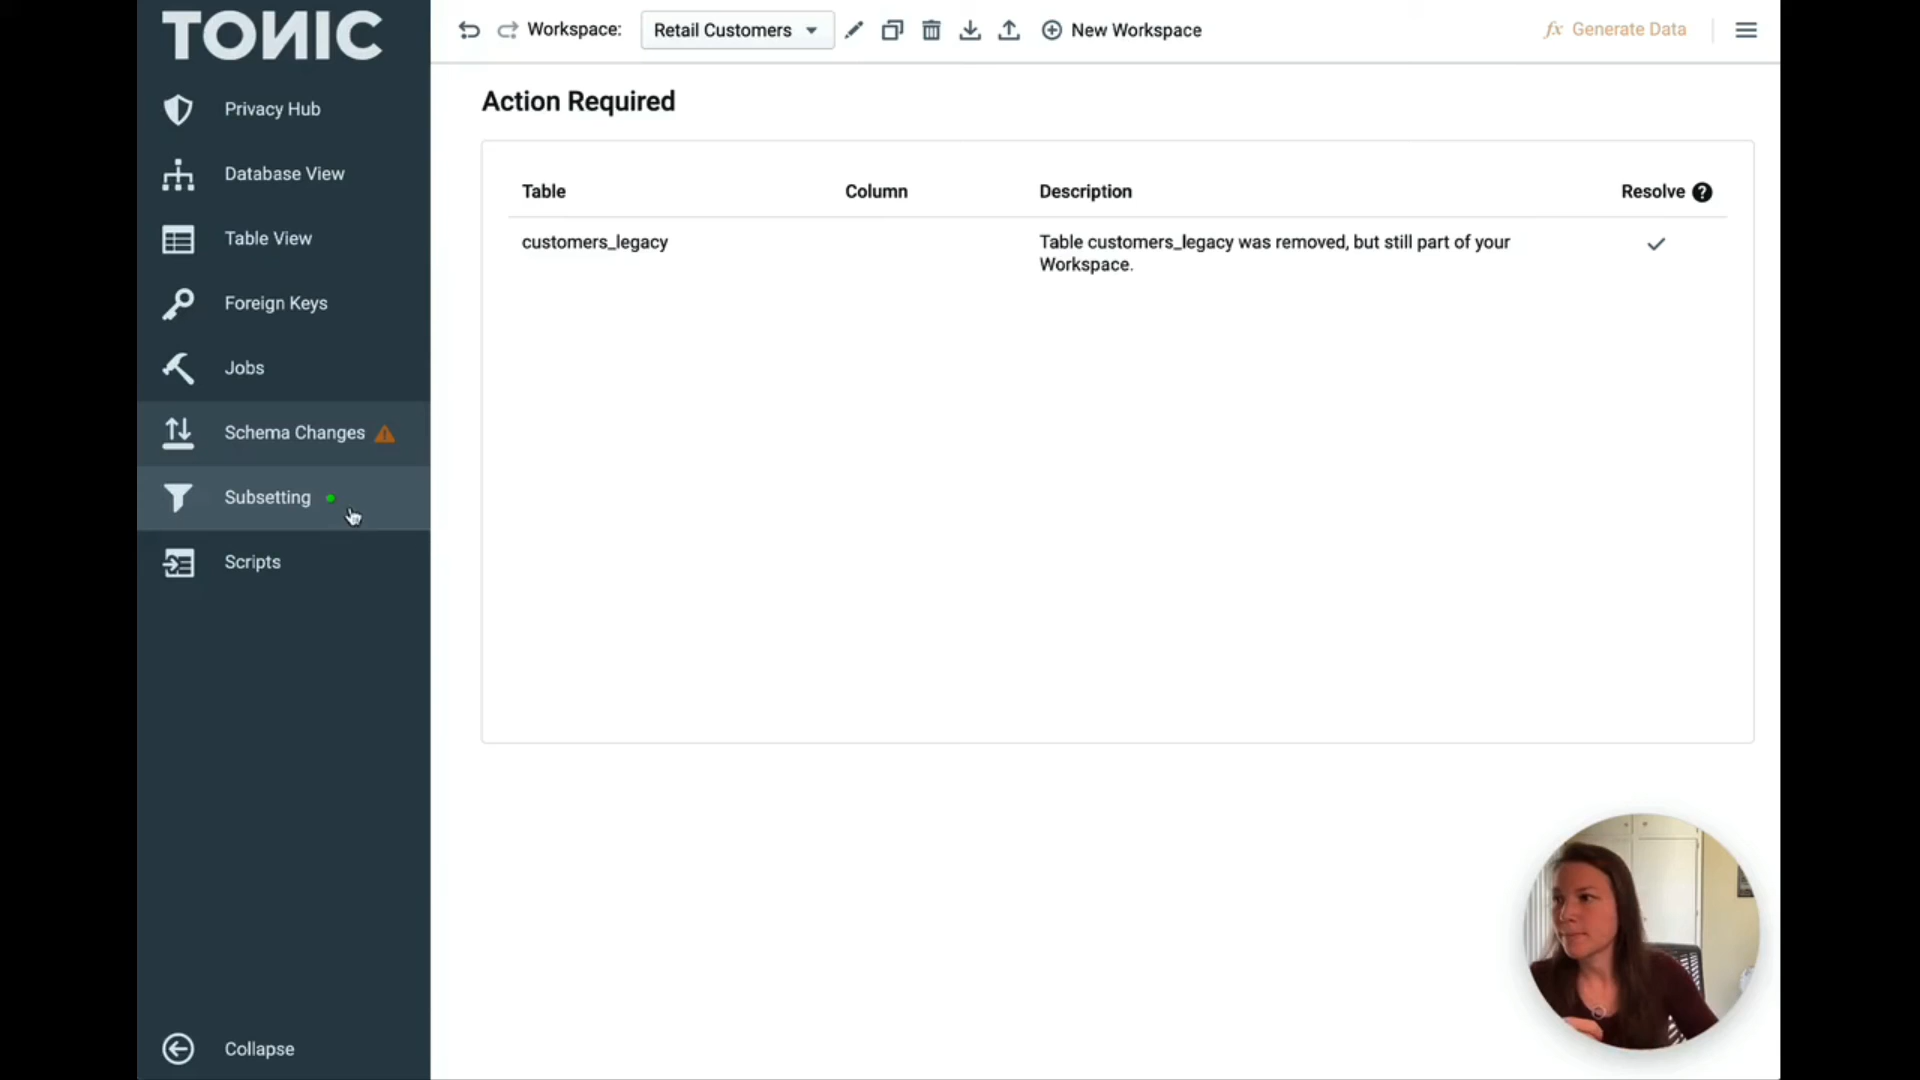 TONIC
Workspace: Retail Customers New Workspace fx Generate Data
Privacy Hub
Database View
Table View
Foreign Keys
Jobs
Schema Changes
Subsetting
Scripts
Collapse
Action Required
Table Column Description Resolve ?
customers_legacy Table customers_legacy was removed, but still part of your
Workspace.